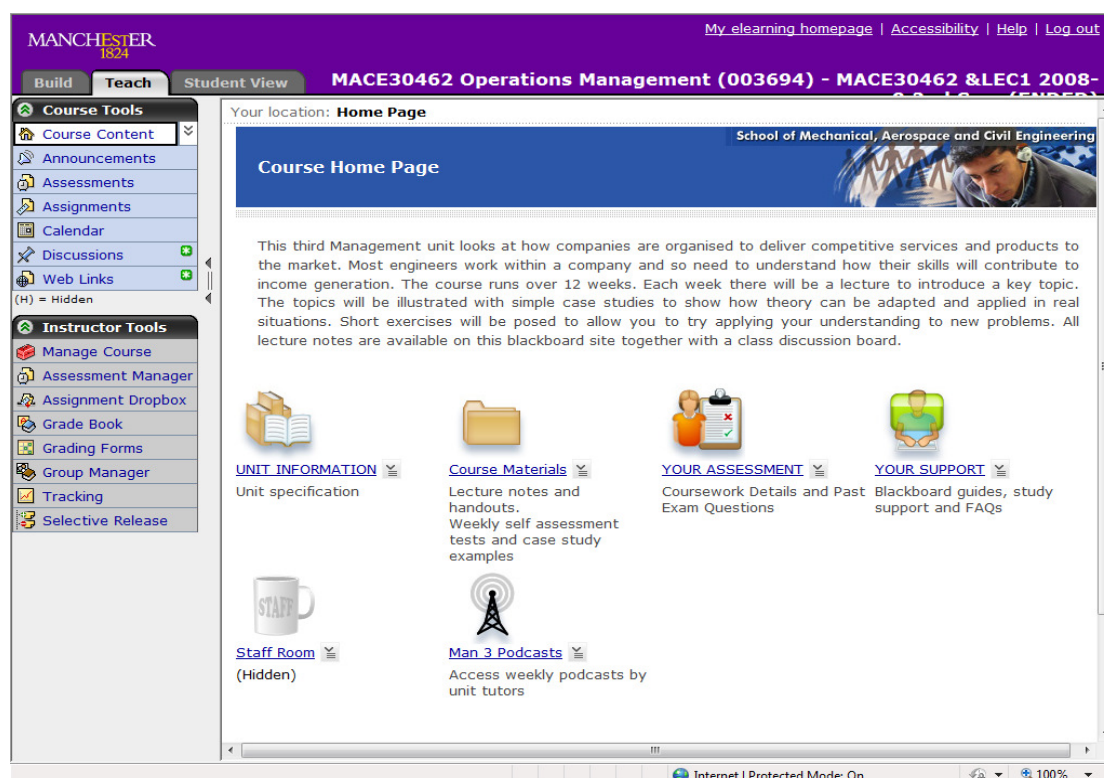 MANCHESTER
1824
My elearning homepage | Accessibility | Help | Log out
Build Teach Student View
MACE30462 Operations Management (003694) - MACE30462 &LEC1 2008-
Course Tools
Course Content
Announcements
Assessments
Assignments
Calendar
Discussions
Web Links
(H) = Hidden
Instructor Tools
Manage Course
Assessment Manager
Assignment Dropbox
Grade Book
Grading Forms
Group Manager
Tracking
Selective Release
Your location: Home Page
School of Mechanical, Aerospace and Civil Engineering
Course Home Page
This third Management unit looks at how companies are organised to deliver competitive services and products to
the market. Most engineers work within a company and so need to understand how their skills will contribute to
income generation. The course runs over 12 weeks. Each week there will be a lecture to introduce a key topic.
The topics will be illustrated with simple case studies to show how theory can be adapted and applied in real
situations. Short exercises will be posed to allow you to try applying your understanding to new problems. All
lecture notes are available on this blackboard site together with a class discussion board.
UNIT INFORMATION
Unit specification
Course Materials
Lecture notes and
handouts.
Weekly self assessment
tests and case study
examples
YOUR ASSESSMENT
Coursework Details and Past
Exam Questions
YOUR SUPPORT
Blackboard guides, study
support and FAQs
STAFF
Staff Room
(Hidden)
Man 3 Podcasts
Access weekly podcasts by
unit tutors
Internet | Protected Mode: On
100%